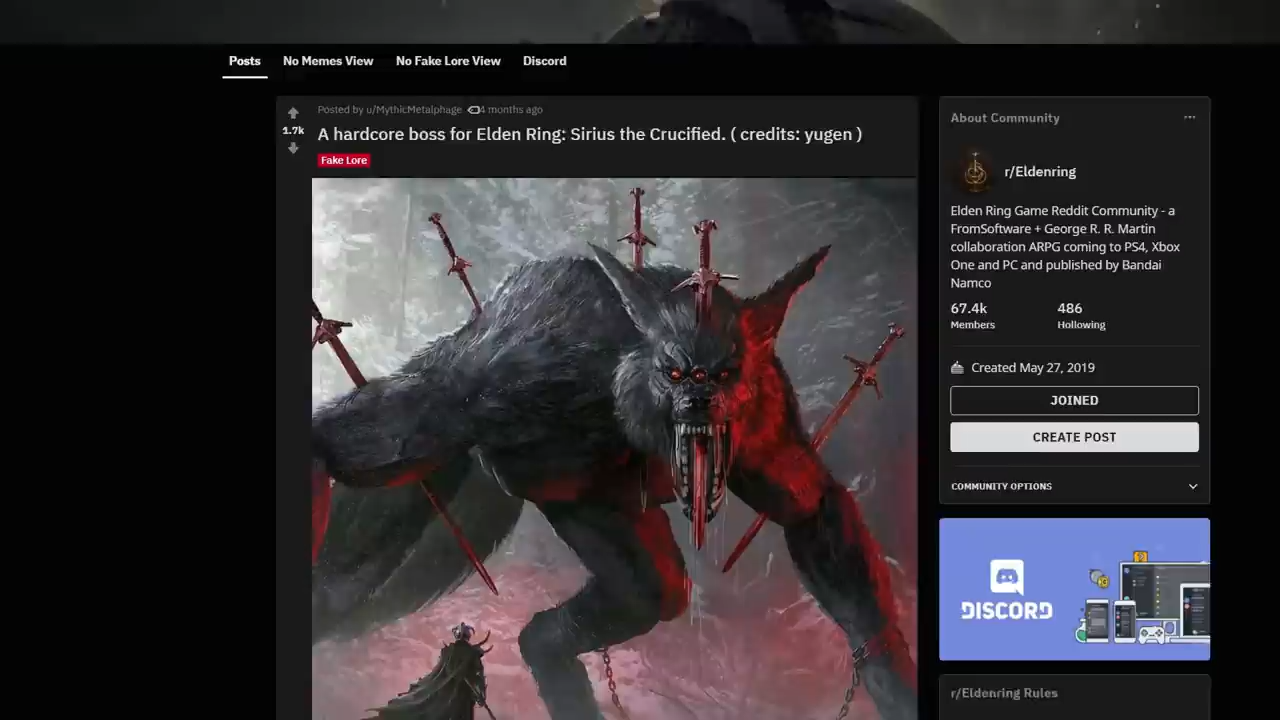 Posts
No Memes View
No Fake Lore View
Discord
Posted by u/MythicMetalphage
4 months ago
1.7k
A hardcore boss for Elden Ring: Sirius the Crucified. ( credits: yugen )
Fake Lore
About Community
r/Eldenring
Elden Ring Game Reddit Community - a
FromSoftware + George R. R. Martin
collaboration ARPG coming to PS4, Xbox
One and PC and published by Bandai
Namco
67.4k
486
Members
Hollowing
Created May 27, 2019
JOINED
CREATE POST
COMMUNITY OPTIONS
DISCORD
r/Eldenring Rules